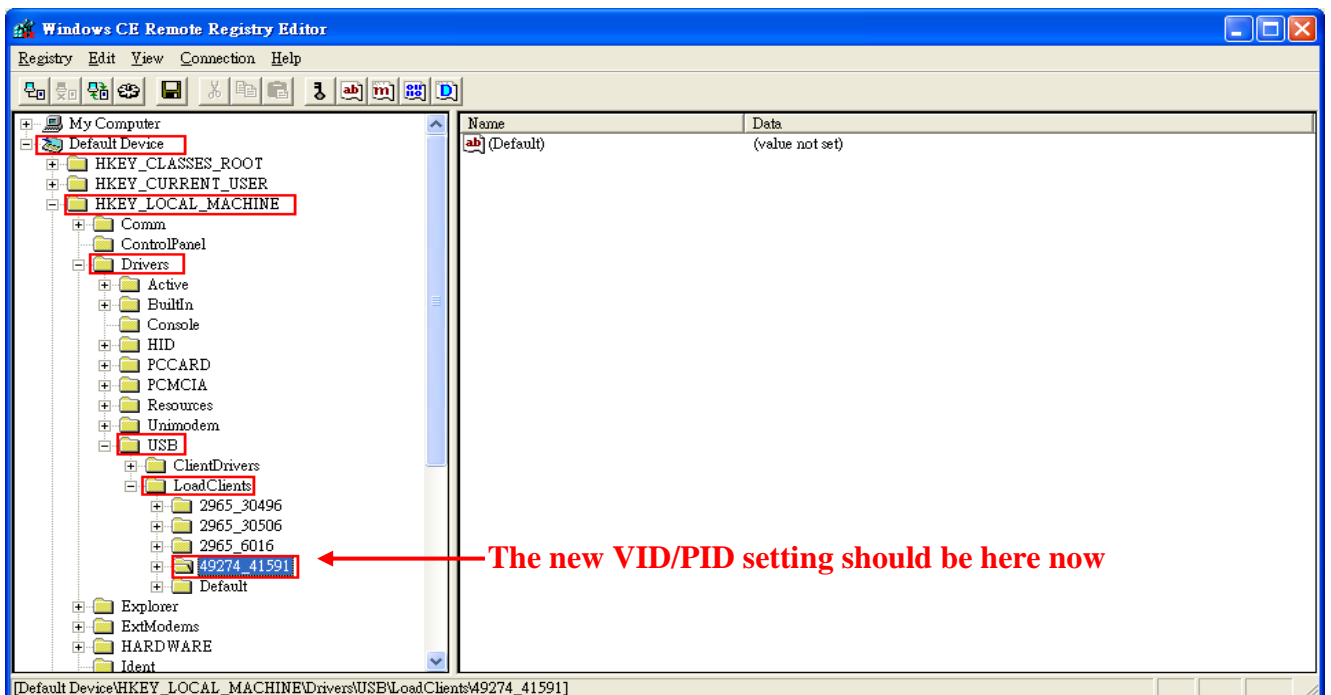 Windows CE Remote Registry Editor
Registry Edit View Connection Help
My Computer
Default Device
HKEY_CLASSES_ROOT
HKEY_CURRENT_USER
HKEY_LOCAL_MACHINE
Comm
ControlPanel
Drivers
Active
BuiltIn
Console
HID
PCCARD
PCMCIA
Resources
Unimodem
USB
ClientDrivers
LoadClients
2965_30496
2965_30506
2965_6016
49274_41591
Default
Explorer
ExtModems
HARDWARE
Ident
Name Data
ab (Default) (value not set)
The new VID/PID setting should be here now
[Default Device\HKEY_LOCAL_MACHINE\Drivers\USB\LoadClients\49274_41591]